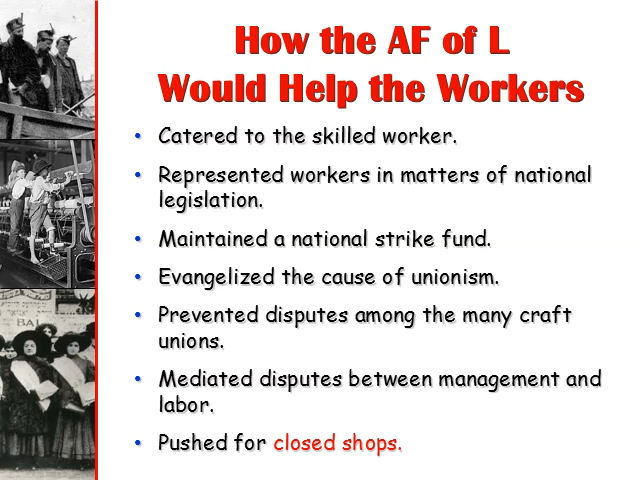 How the AF of L
Would Help the Workers
• Catered to the skilled worker.
• Represented workers in matters of national
legislation.
• Maintained a national strike fund.
• Evangelized the cause of unionism.
• Prevented disputes among the many craft
unions.
• Mediated disputes between management and
labor.
• Pushed for closed shops.
BAI